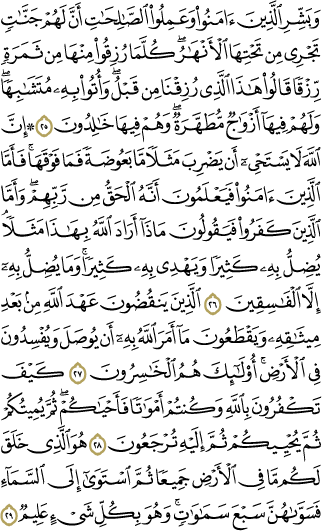 وَبَشِّرِ ٱلَّذِينَ ءَامَنُوا۟ وَعَمِلُوا۟ ٱلصَّـٰلِحَـٰتِ أَنَّ لَهُمْ جَنَّـٰتٍ
تَجْرِى مِن تَحْتِهَا ٱلْأَنْهَـٰرُ ۖ كُلَّمَا رُزِقُوا۟ مِنْهَا مِن ثَمَرَةٍ
رِّزْقًا قَالُوا۟ هَـٰذَا ٱلَّذِى رُزِقْنَا مِن قَبْلُ ۖ وَأُتُوا۟ بِهِۦ مُتَشَـٰبِهًا ۖ
وَلَهُمْ فِيهَآ أَزْوَٰجٌ مُّطَهَّرَةٌ ۖ وَهُمْ فِيهَا خَـٰلِدُونَ ٢٥ ۞ إِنَّ
ٱللَّهَ لَا يَسْتَحْىِۦٓ أَن يَضْرِبَ مَثَلًا مَّا بَعُوضَةً فَمَا فَوْقَهَا ۚ فَأَمَّا
ٱلَّذِينَ ءَامَنُوا۟ فَيَعْلَمُونَ أَنَّهُ ٱلْحَقُّ مِن رَّبِّهِمْ ۖ وَأَمَّا
ٱلَّذِينَ كَفَرُوا۟ فَيَقُولُونَ مَاذَآ أَرَادَ ٱللَّهُ بِهَـٰذَا مَثَلًا ۘ
يُضِلُّ بِهِۦ كَثِيرًا وَيَهْدِى بِهِۦ كَثِيرًا ۚ وَمَا يُضِلُّ بِهِۦٓ
إِلَّا ٱلْفَـٰسِقِينَ ٢٦ ٱلَّذِينَ يَنقُضُونَ عَهْدَ ٱللَّهِ مِنۢ بَعْدِ
مِيثَـٰقِهِۦ وَيَقْطَعُونَ مَآ أَمَرَ ٱللَّهُ بِهِۦٓ أَن يُوصَلَ وَيُفْسِدُونَ
فِى ٱلْأَرْضِ ۚ أُو۟لَـٰٓئِكَ هُمُ ٱلْخَـٰسِرُونَ ٢٧ كَيْفَ
تَكْفُرُونَ بِٱللَّهِ وَكُنتُمْ أَمْوَٰتًا فَأَحْيَـٰكُمْ ۖ ثُمَّ يُمِيتُكُمْ
ثُمَّ يُحْيِيكُمْ ثُمَّ إِلَيْهِ تُرْجَعُونَ ٢٨ هُوَ ٱلَّذِى خَلَقَ
لَكُم مَّا فِى ٱلْأَرْضِ جَمِيعًا ثُمَّ ٱسْتَوَىٰٓ إِلَى ٱلسَّمَآءِ
فَسَوَّىٰهُنَّ سَبْعَ سَمَـٰوَٰتٍ ۚ وَهُوَ بِكُلِّ شَىْءٍ عَلِيمٌ ٢٩